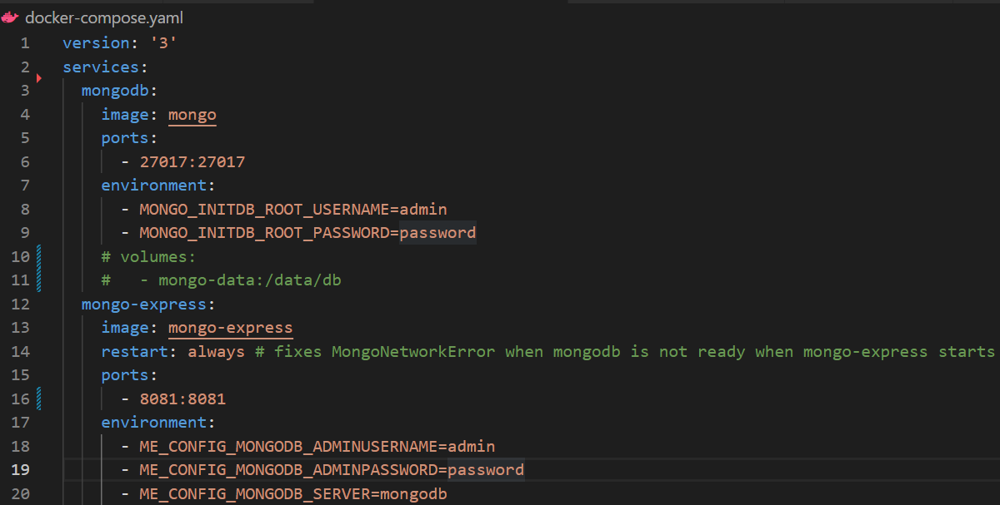 docker-compose.yaml
1 version: '3'
2 services:
3   mongodb:
4     image: mongo
5     ports:
6       - 27017:27017
7     environment:
8       - MONGO_INITDB_ROOT_USERNAME=admin
9       - MONGO_INITDB_ROOT_PASSWORD=password
10     # volumes:
11     #   - mongo-data:/data/db
12   mongo-express:
13     image: mongo-express
14     restart: always # fixes MongoNetworkError when mongodb is not ready when mongo-express starts
15     ports:
16       - 8081:8081
17     environment:
18       - ME_CONFIG_MONGODB_ADMINUSERNAME=admin
19       - ME_CONFIG_MONGODB_ADMINPASSWORD=password
20       - ME_CONFIG_MONGODB_SERVER=mongodb